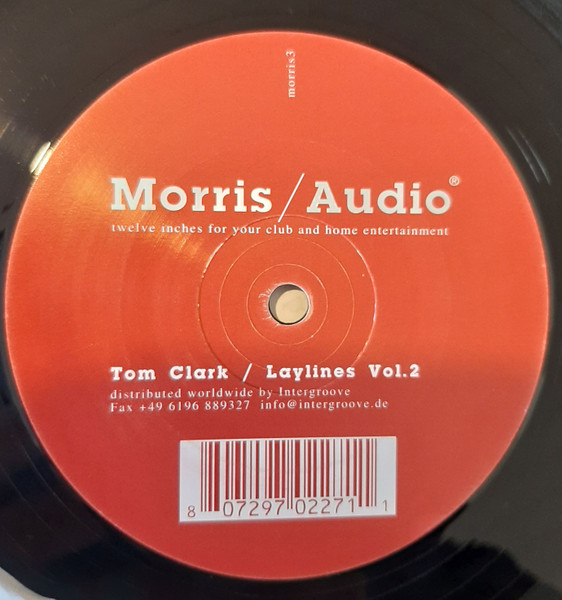 morris3
Morris/Audio®
twelve inches for your club and home entertainment
Tom Clark / Laylines Vol.2
distributed worldwide by Intergroove
Fax +49 6196 889327 info@intergroove.de
8 07297 02271 1